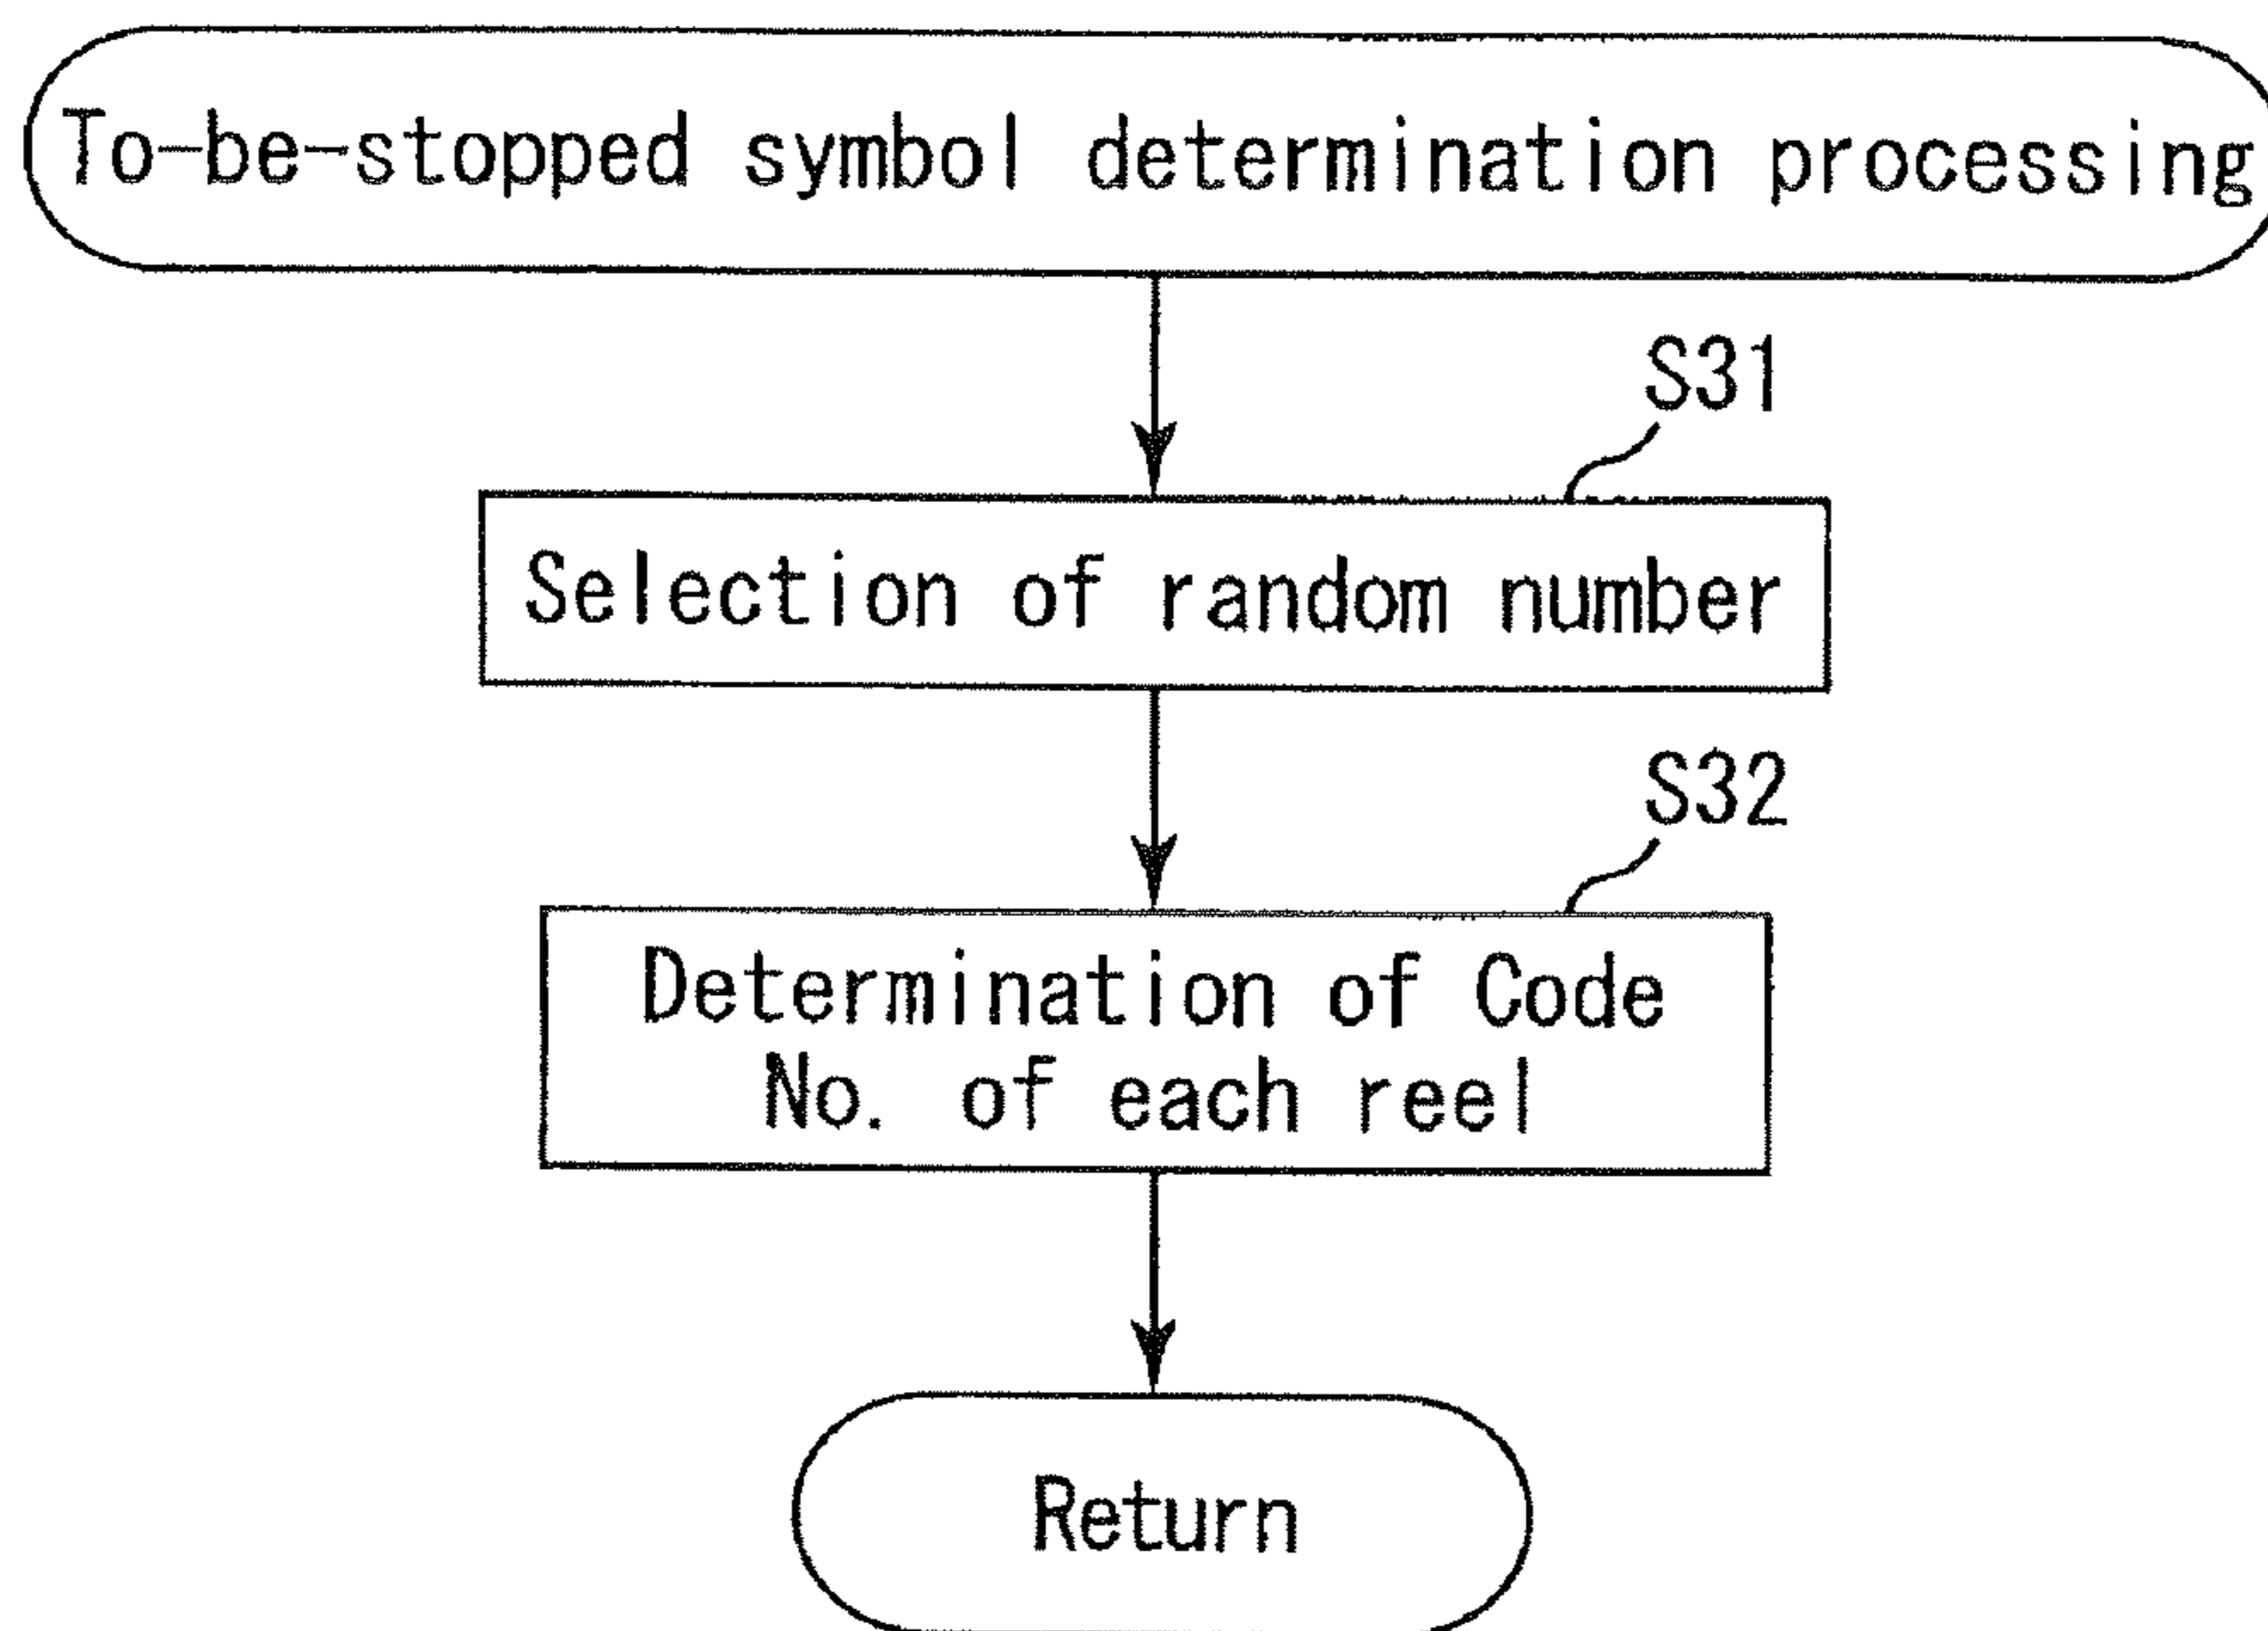 To-be-stopped symbol determination processing
S31
Selection of random number
S32
Determination of Code
No. of each reel
Return